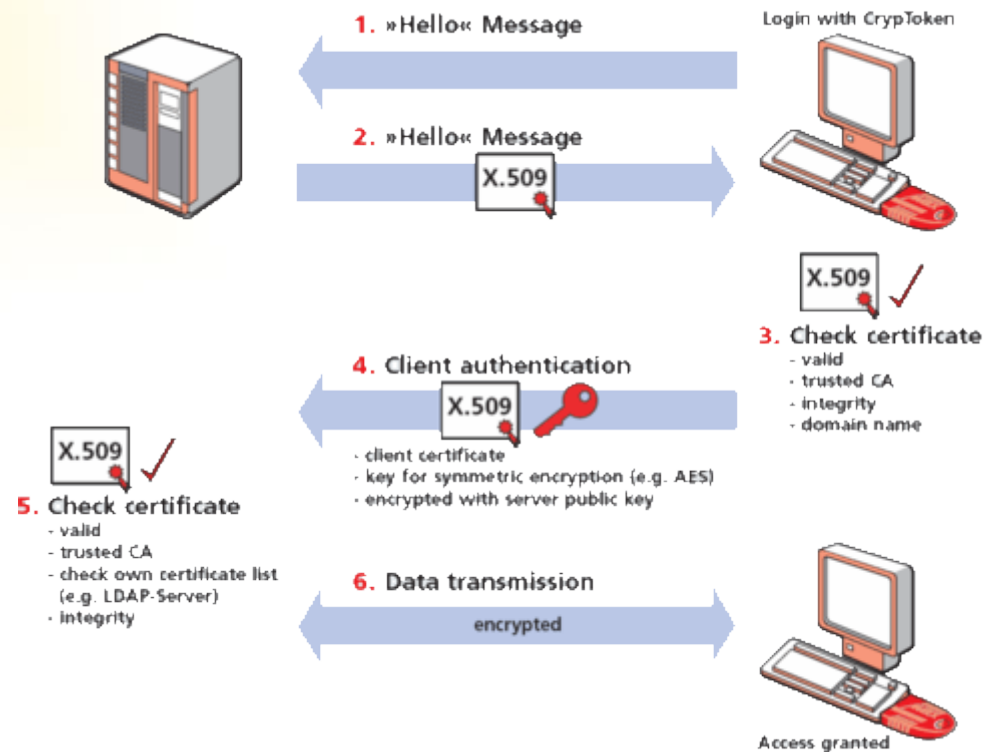 1. »Hello« Message
Login with CrypToken
2. »Hello« Message
X.509
X.509
3. Check certificate
- valid
- trusted CA
- integrity
- domain name
4. Client authentication
X.509
- client certificate
- key for symmetric encryption (e.g. AES)
- encrypted with server public key
X.509
5. Check certificate
- valid
- trusted CA
- check own certificate list
(e.g. LDAP-Server)
- integrity
6. Data transmission
encrypted
Access granted